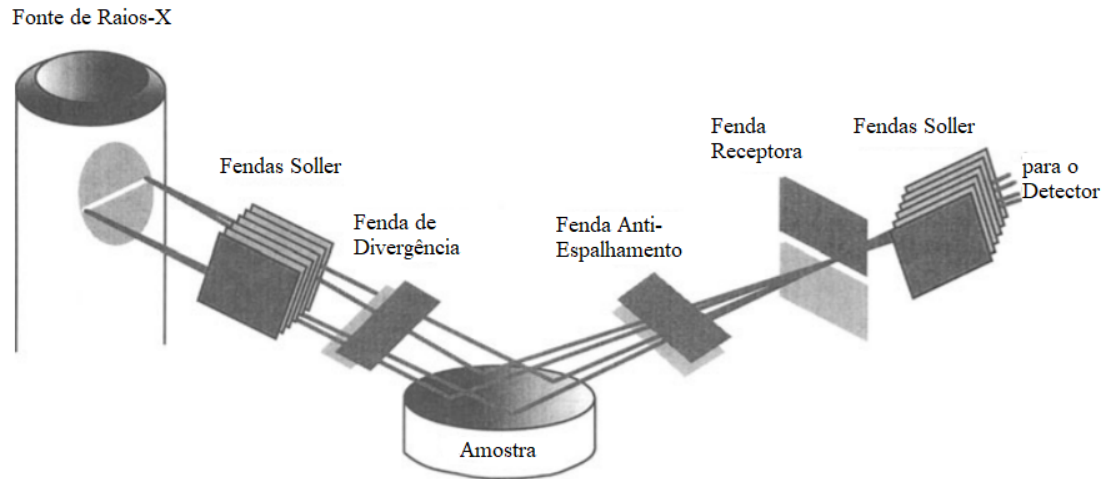 Fonte de Raios-X
Fendas Soller
Fenda de
Divergência
Fenda Anti-
Espalhamento
Fenda
Receptora
Fendas Soller
para o
Detector
Amostra